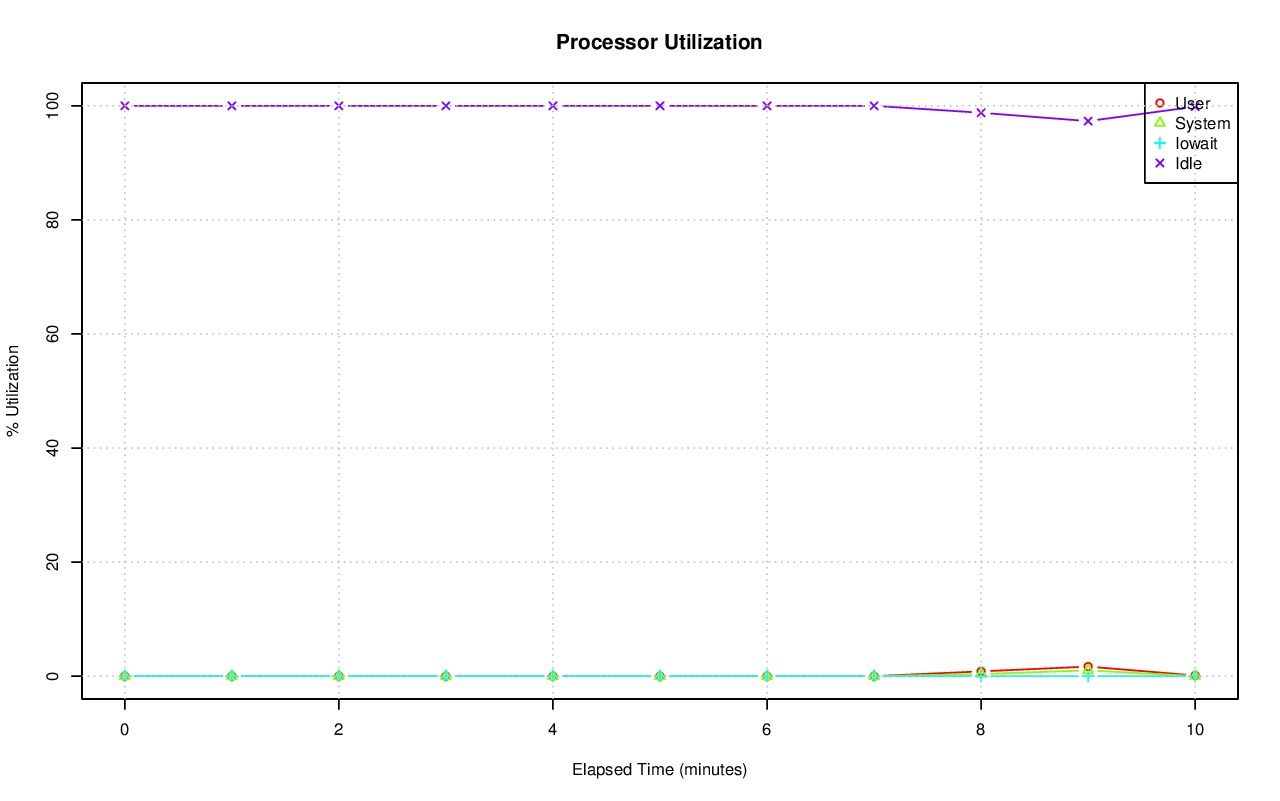 Processor Utilization
100
80
60
40
20
0
% Utilization
User
System
Iowait
Idle
0 2 4 6 8 10
Elapsed Time (minutes)